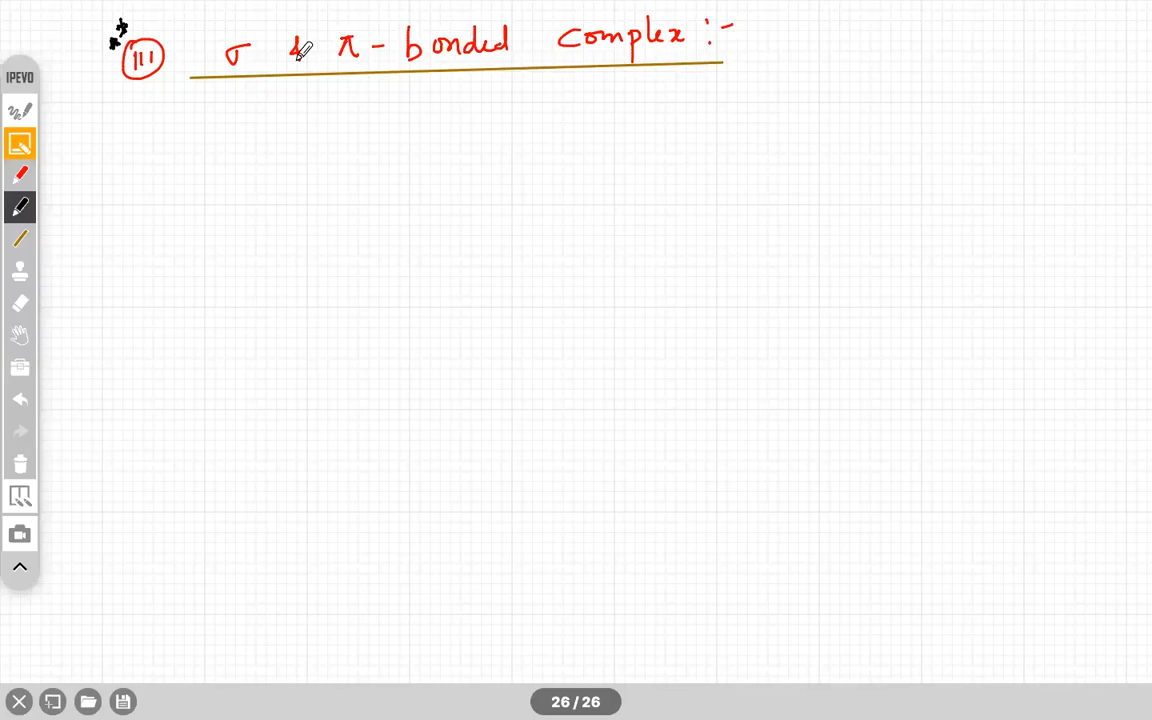 III σ & π - bonded complex :-
IPEVO
26 / 26